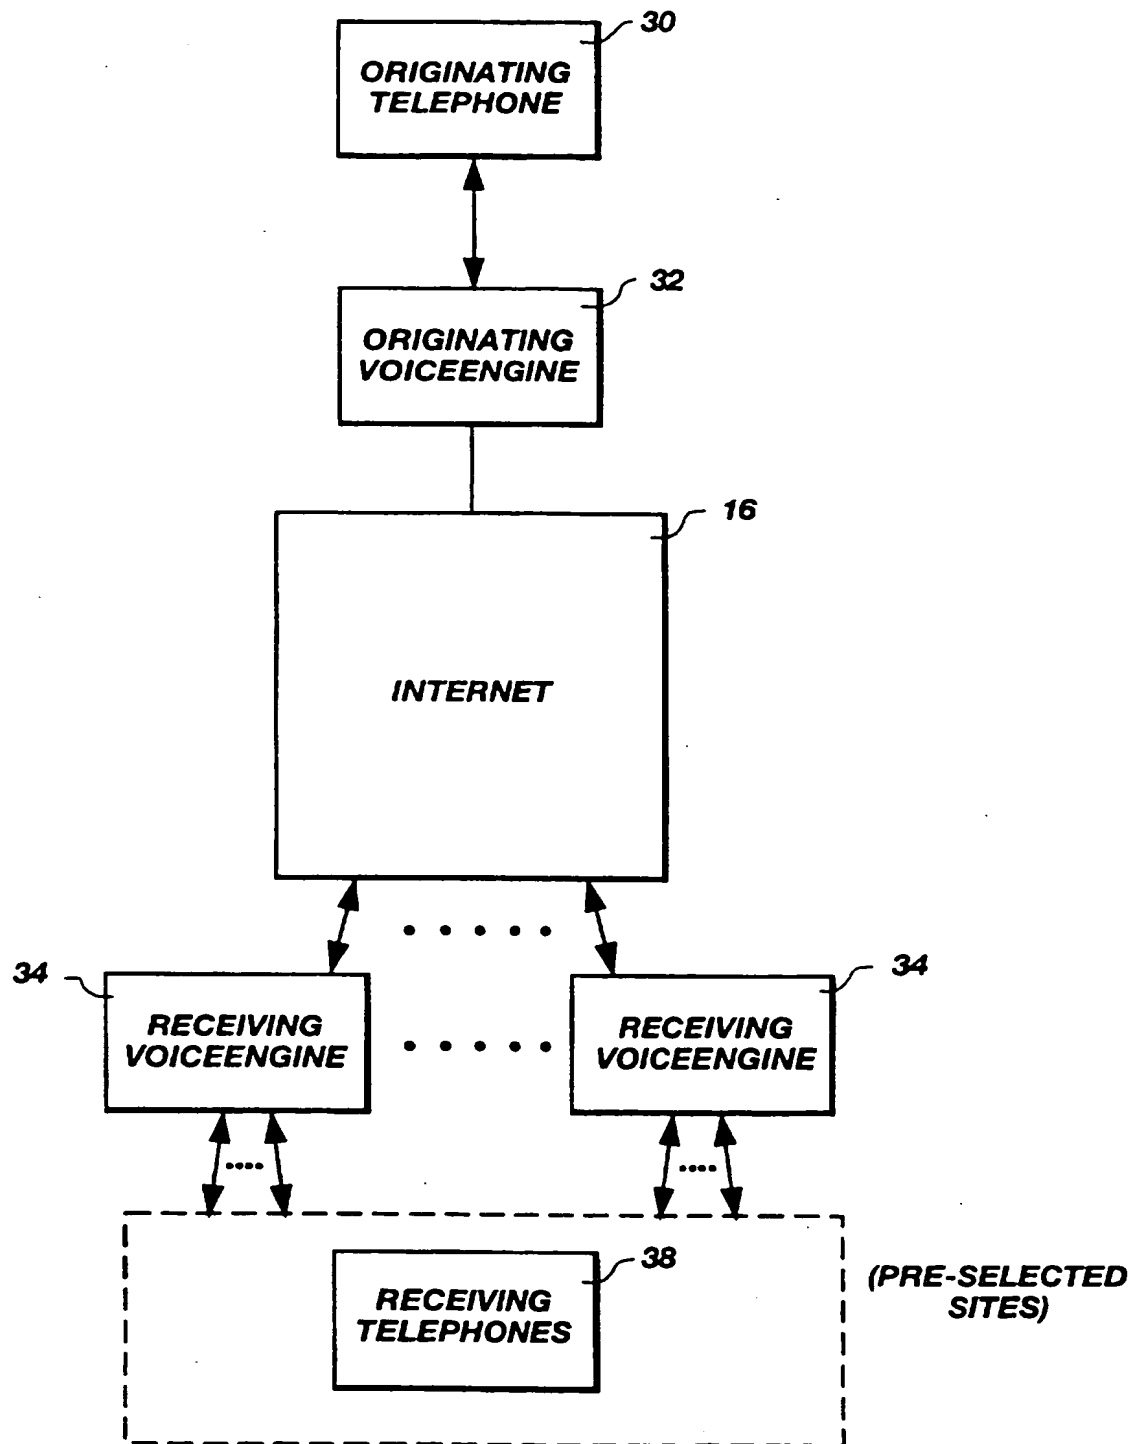 30
ORIGINATING
TELEPHONE
32
ORIGINATING
VOICEENGINE
16
INTERNET
34
34
RECEIVING
VOICEENGINE
RECEIVING
VOICEENGINE
38
RECEIVING
TELEPHONES
(PRE-SELECTED
SITES)